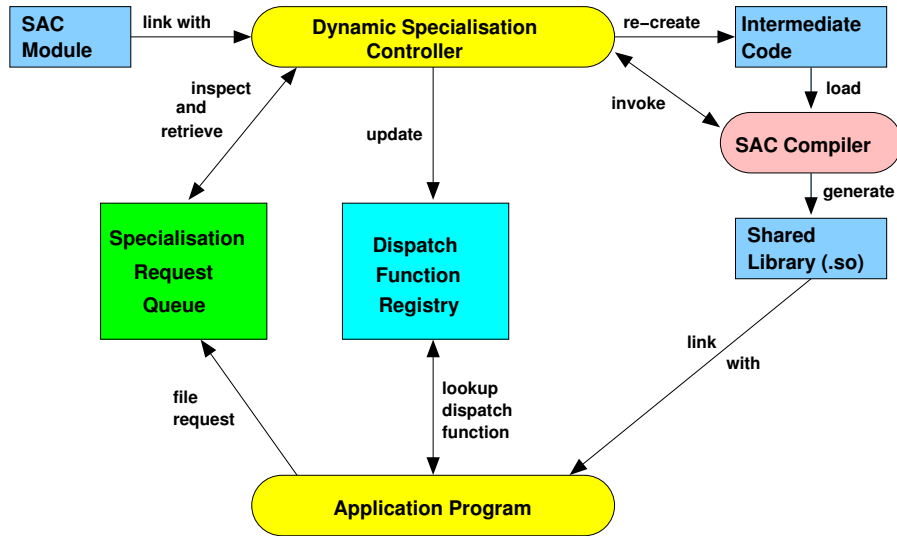 SAC
Module
link with
Dynamic Specialisation
Controller
re-create
Intermediate
Code
inspect
and
retrieve
update
invoke
load
SAC Compiler
generate
Specialisation
Request
Queue
Dispatch
Function
Registry
Shared
Library (.so)
link
with
file
request
lookup
dispatch
function
Application Program